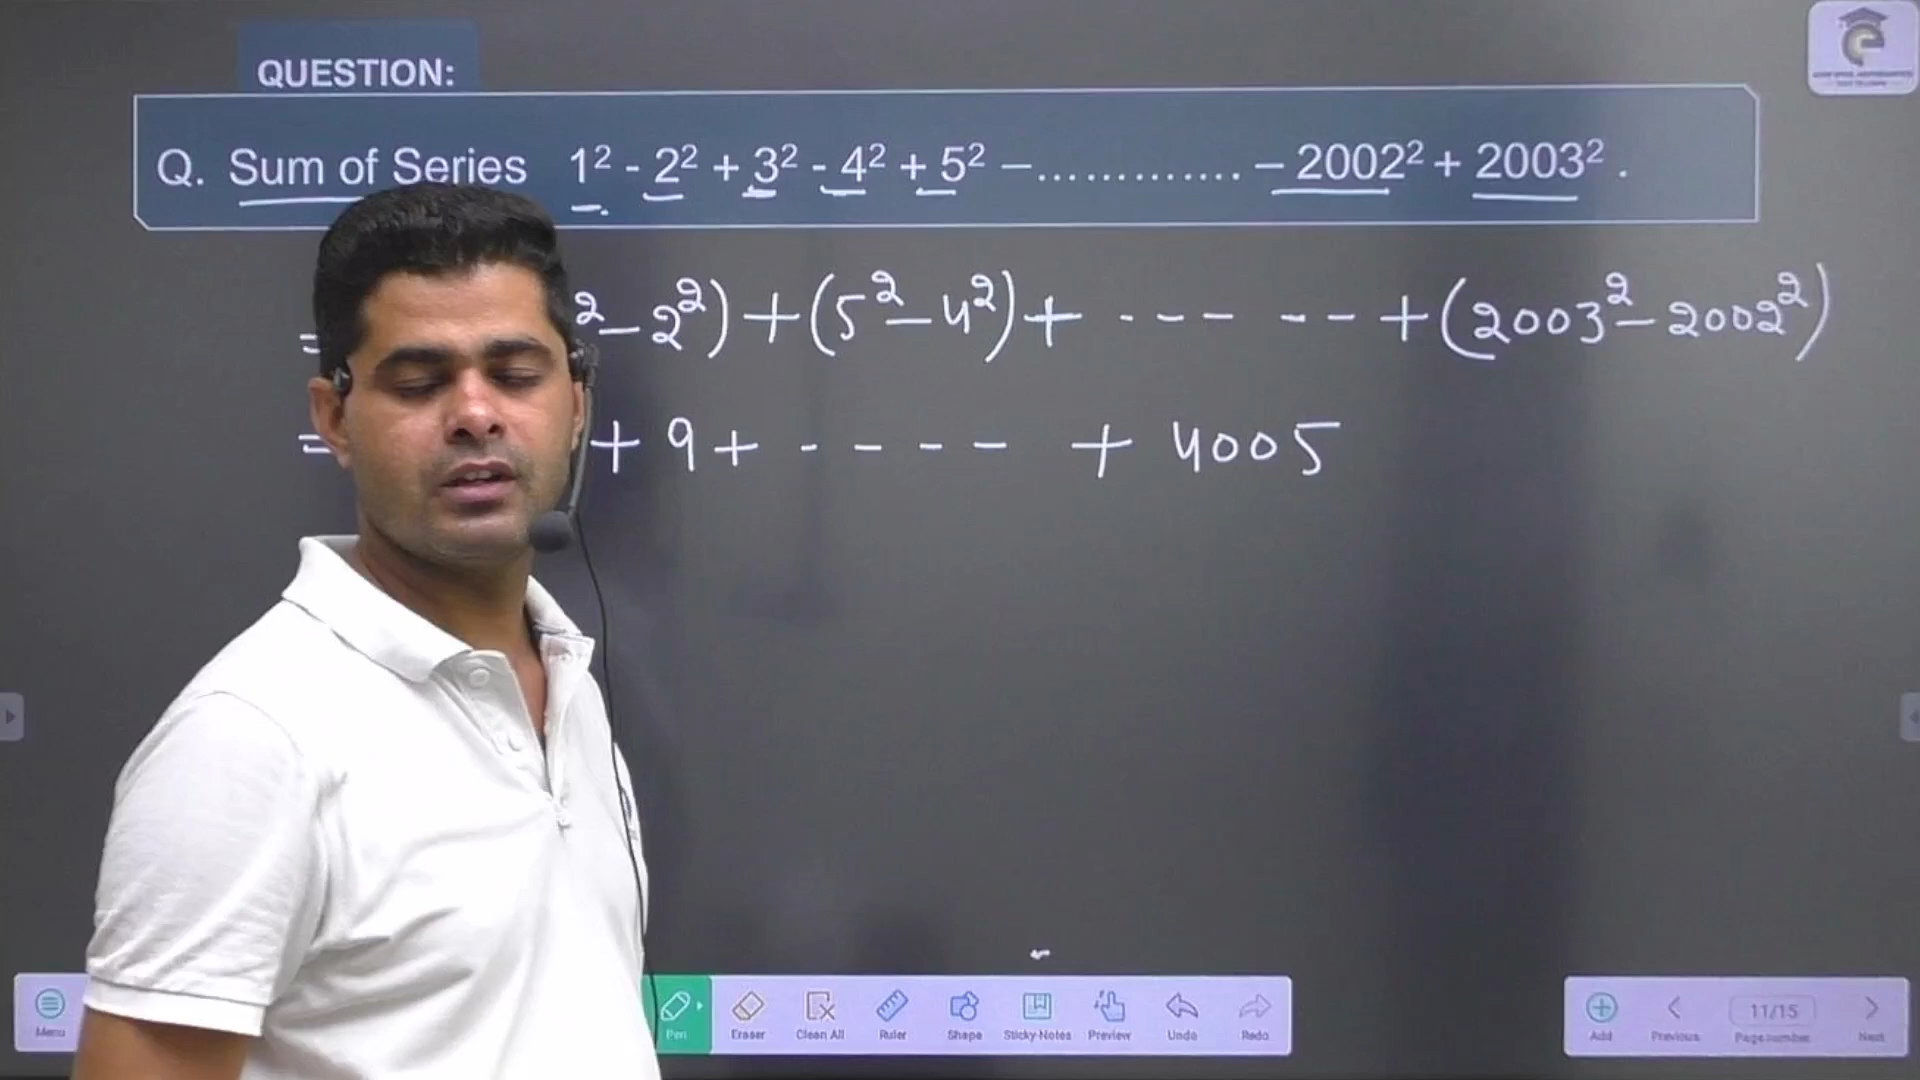 QUESTION:
Q. Sum of Series 1² - 2² + 3² - 4² + 5² – .............. – 2002² + 2003² .
= ² – 2²) + (5² – 4²) + - - - - - - + (2003² – 2002²)
= + 9 + - - - - + 4005
Menu
Pen
Eraser
Clean All
Ruler
Shape
Sticky Notes
Preview
Undo
Redo
Add
Previous
11/15
Page number
Next